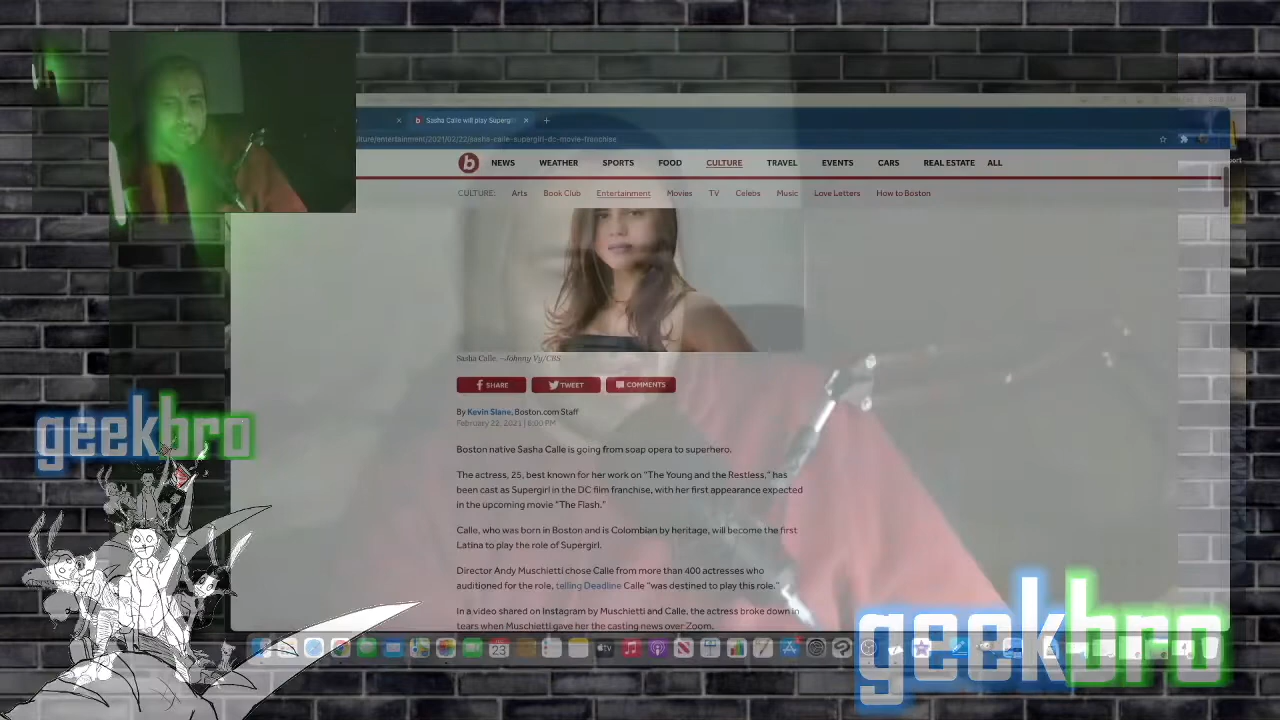 Sasha Calle will play Superg
lture/entertainment/2021/02/22/sasha-calle-supergirl-dc-movie-franchise
b NEWS WEATHER SPORTS FOOD CULTURE TRAVEL EVENTS CARS REAL ESTATE ALL
CULTURE: Arts Book Club Entertainment Movies TV Celebs Music Love Letters How to Boston
Sasha Calle. –Johnny Vy/CBS
SHARE TWEET COMMENTS
By Kevin Slane, Boston.com Staff
February 22, 2021 | 6:00 PM
Boston native Sasha Calle is going from soap opera to superhero.
The actress, 25, best known for her work on “The Young and the Restless,” has
been cast as Supergirl in the DC film franchise, with her first appearance expected
in the upcoming movie “The Flash.”
Calle, who was born in Boston and is Colombian by heritage, will become the first
Latina to play the role of Supergirl.
Director Andy Muschietti chose Calle from more than 400 actresses who
auditioned for the role, telling Deadline Calle “was destined to play this role.”
In a video shared on Instagram by Muschietti and Calle, the actress broke down in
tears when Muschietti gave her the casting news over Zoom.
geekbro
23
tv
geekbro